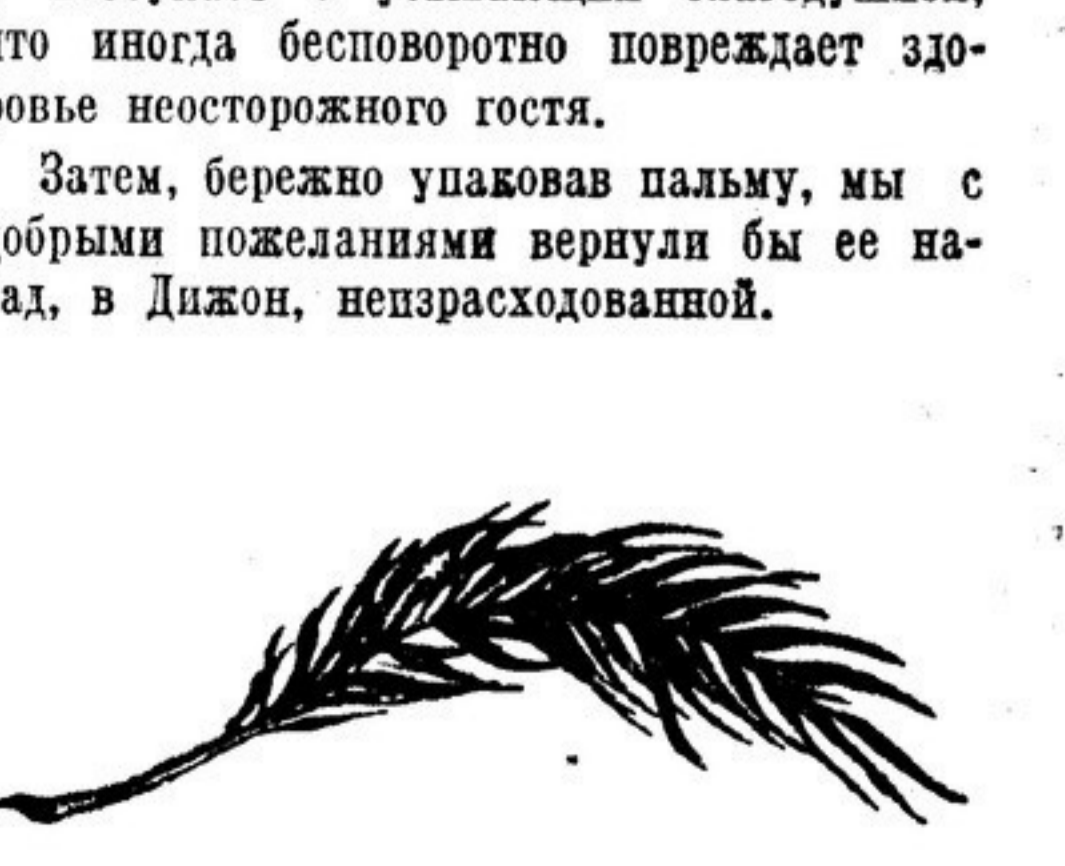 что иногда бесповоротно повреждает здо-
ровье неосторожного гостя.
Затем, бережно упаковав пальму, мы с
добрыми пожеланиями вернули бы ее на-
зад, в Дижон, неизрасходованной.